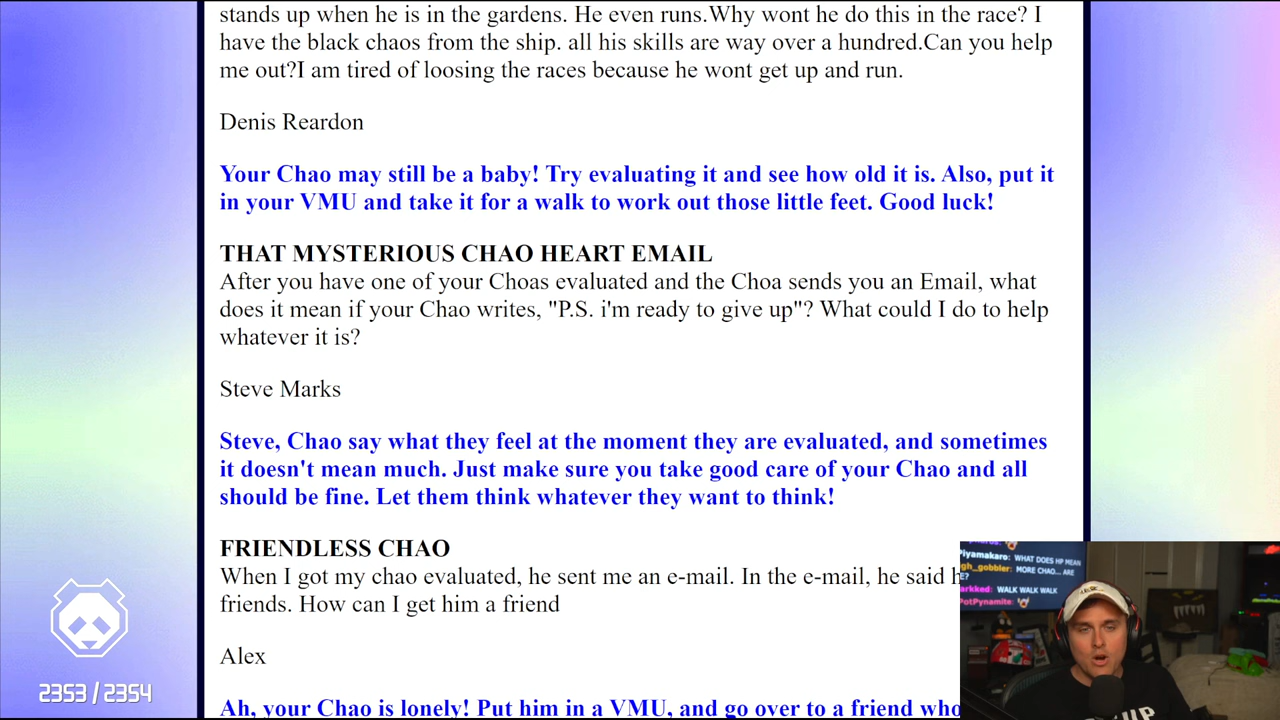 stands up when he is in the gardens. He even runs.Why wont he do this in the race? I
have the black chaos from the ship. all his skills are way over a hundred.Can you help
me out?I am tired of loosing the races because he wont get up and run.
Denis Reardon
Your Chao may still be a baby! Try evaluating it and see how old it is. Also, put it
in your VMU and take it for a walk to work out those little feet. Good luck!
THAT MYSTERIOUS CHAO HEART EMAIL
After you have one of your Choas evaluated and the Choa sends you an Email, what
does it mean if your Chao writes, "P.S. i'm ready to give up"? What could I do to help
whatever it is?
Steve Marks
Steve, Chao say what they feel at the moment they are evaluated, and sometimes
it doesn't mean much. Just make sure you take good care of your Chao and all
should be fine. Let them think whatever they want to think!
FRIENDLESS CHAO
When I got my chao evaluated, he sent me an e-mail. In the e-mail, he said
friends. How can I get him a friend
Alex
Ah, your Chao is lonely! Put him in a VMU, and go over to a friend who
2353 / 2354
iyamakaro: WHAT DOES HP MEAN
gh_gobbler: MORE CHAO... ARE
E?
arkked: WALK WALK WALK
PotPynamite: